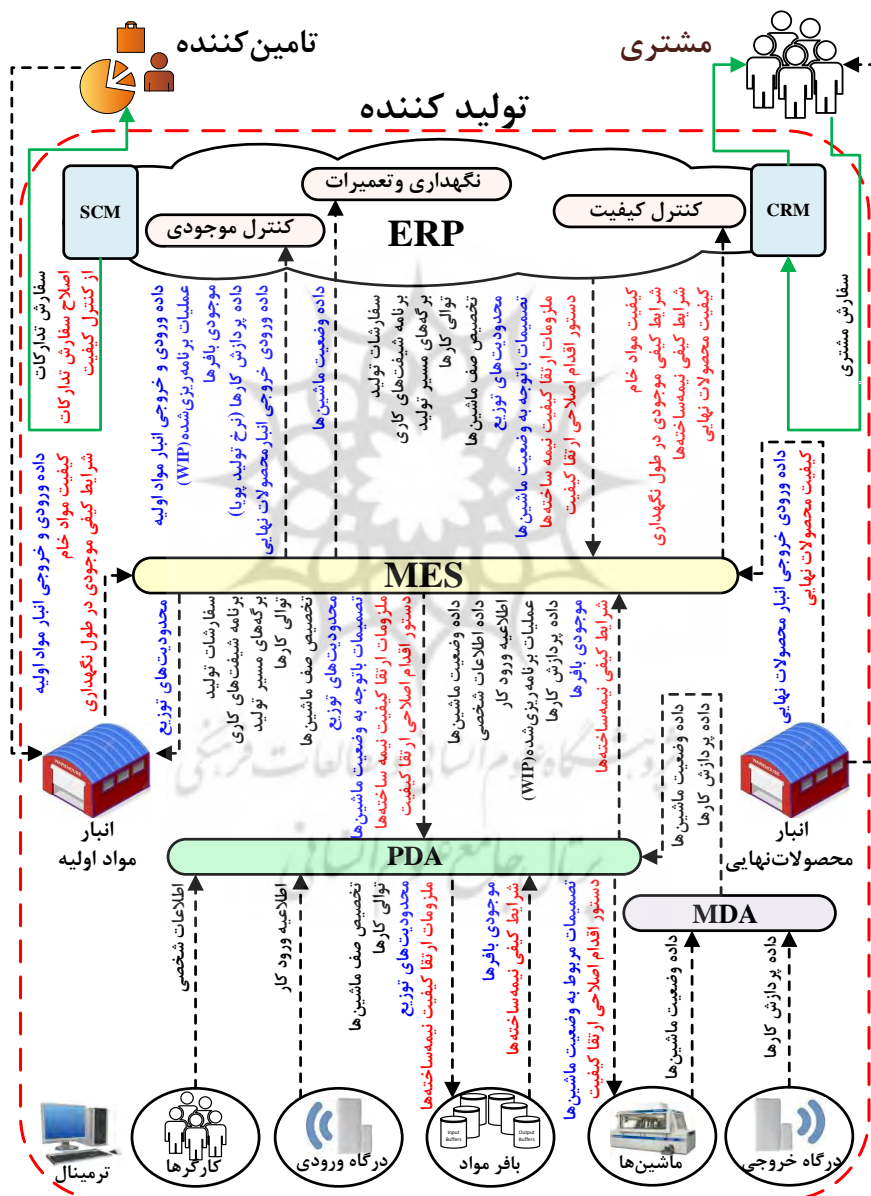 تامین‌کننده
مشتری
تولید کننده
SCM
نگهداری وتعمیرات
کنترل موجودی
ERP
کنترل کیفیت
CRM
سفارش تدارکات
اصلاح سفارش تدارکات
از کنترل کیفیت
داده ورودی و خروجی انبار مواد اولیه
عملیات برنامه‌ریزی‌شده(WIP)
موجودی بافرها
داده پردازش کارها (نرخ تولید پویا)
داده ورودی خروجی انبارمحصولات نهایی
داده وضعیت ماشین‌ها
سفارشات تولید
برنامه شیفت‌های کاری
برگه‌های مسیر تولید
توالی کارها
تخصیص صف ماشین‌ها
محدودیت‌های توزیع
تصمیمات باتوجه به وضعیت ماشین‌ها
ملزومات ارتقا کیفیت نیمه ساخته‌ها
دستور اقدام اصلاحی ارتقا کیفیت
کیفیت مواد خام
شرایط کیفی موجودی در طول نگهداری
شرایط کیفی نیمه‌ساخته‌ها
کیفیت محصولات نهایی
سفارش مشتری
داده ورودی و خروجی انبار مواد اولیه
کیفیت مواد خام
شرایط کیفی موجودی در طول نگهداری
داده ورودی خروجی انبار محصولات نهایی
کیفیت محصولات نهایی
MES
محدودیت‌های توزیع
سفارشات تولید
برنامه شیفت‌های کاری
برگه‌های مسیر تولید
توالی کارها
تخصیص صف ماشین‌ها
محدودیت‌های توزیع
تصمیمات باتوجه به وضعیت ماشین‌ها
ملزومات ارتقا کیفیت نیمه ساخته‌ها
دستور اقدام اصلاحی ارتقا کیفیت
داده وضعیت ماشین‌ها
داده اطلاعات شخصی
اطلاعیه ورود کار
عملیات برنامه‌ریزی‌شده(WIP)
داده پردازش کارها
موجودی بافرها
شرایط کیفی نیمه‌ساخته‌ها
داده وضعیت ماشین‌ها
داده پردازش کارها
WAREHOUSE
انبار
مواد اولیه
WAREHOUSE
انبار
محصولات‌نهایی
پژوهشگاه علوم انسانی و مطالعات فرهنگی
پرتال جامع علوم انسانی
PDA
MDA
اطلاعات شخصی
اطلاعیه ورود کار
تخصیص صف ماشین‌ها
توالی کارها
محدودیت‌های توزیع
ملزومات ارتقا کیفیت نیمه‌ساخته‌ها
موجودی بافرها
شرایط کیفی نیمه‌ساخته‌ها
تصمیمات مربوط به وضعیت ماشین‌ها
دستور اقدام اصلاحی ارتقا کیفیت
داده وضعیت ماشین‌ها
داده پردازش کارها
ترمینال
کارگرها
درگاه ورودی
Input
Buffers
Output
Buffers
بافر مواد
ماشین‌ها
درگاه خروجی